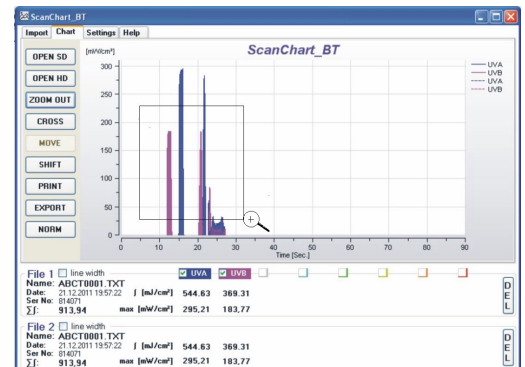 ScanChart_BT
Import Chart Settings Help
OPEN SD
OPEN HD
ZOOM OUT
CROSS
MOVE
SHIFT
PRINT
EXPORT
NORM
[mW/cm²]
ScanChart_BT
UVA
UVB
UVA
UVB
300
250
200
150
100
50
0
0 10 20 30 40 50 60 70 80 90
Time [Sec.]
File 1 line width UVA UVB
Name: ABCT0001.TXT
Date: 21.12.2011 19:57:22 ∫ [mJ/cm²] 544.63 369.31
Ser No: 814071
∑∫: 913,94 max [mW/cm²] 295,21 183,77
DEL
File 2 line width
Name: ABCT0001.TXT
Date: 21.12.2011 19:57:22 ∫ [mJ/cm²] 544.63 369.31
Ser No: 814071
∑∫: 913,94 max [mW/cm²] 295,21 183,77
DEL